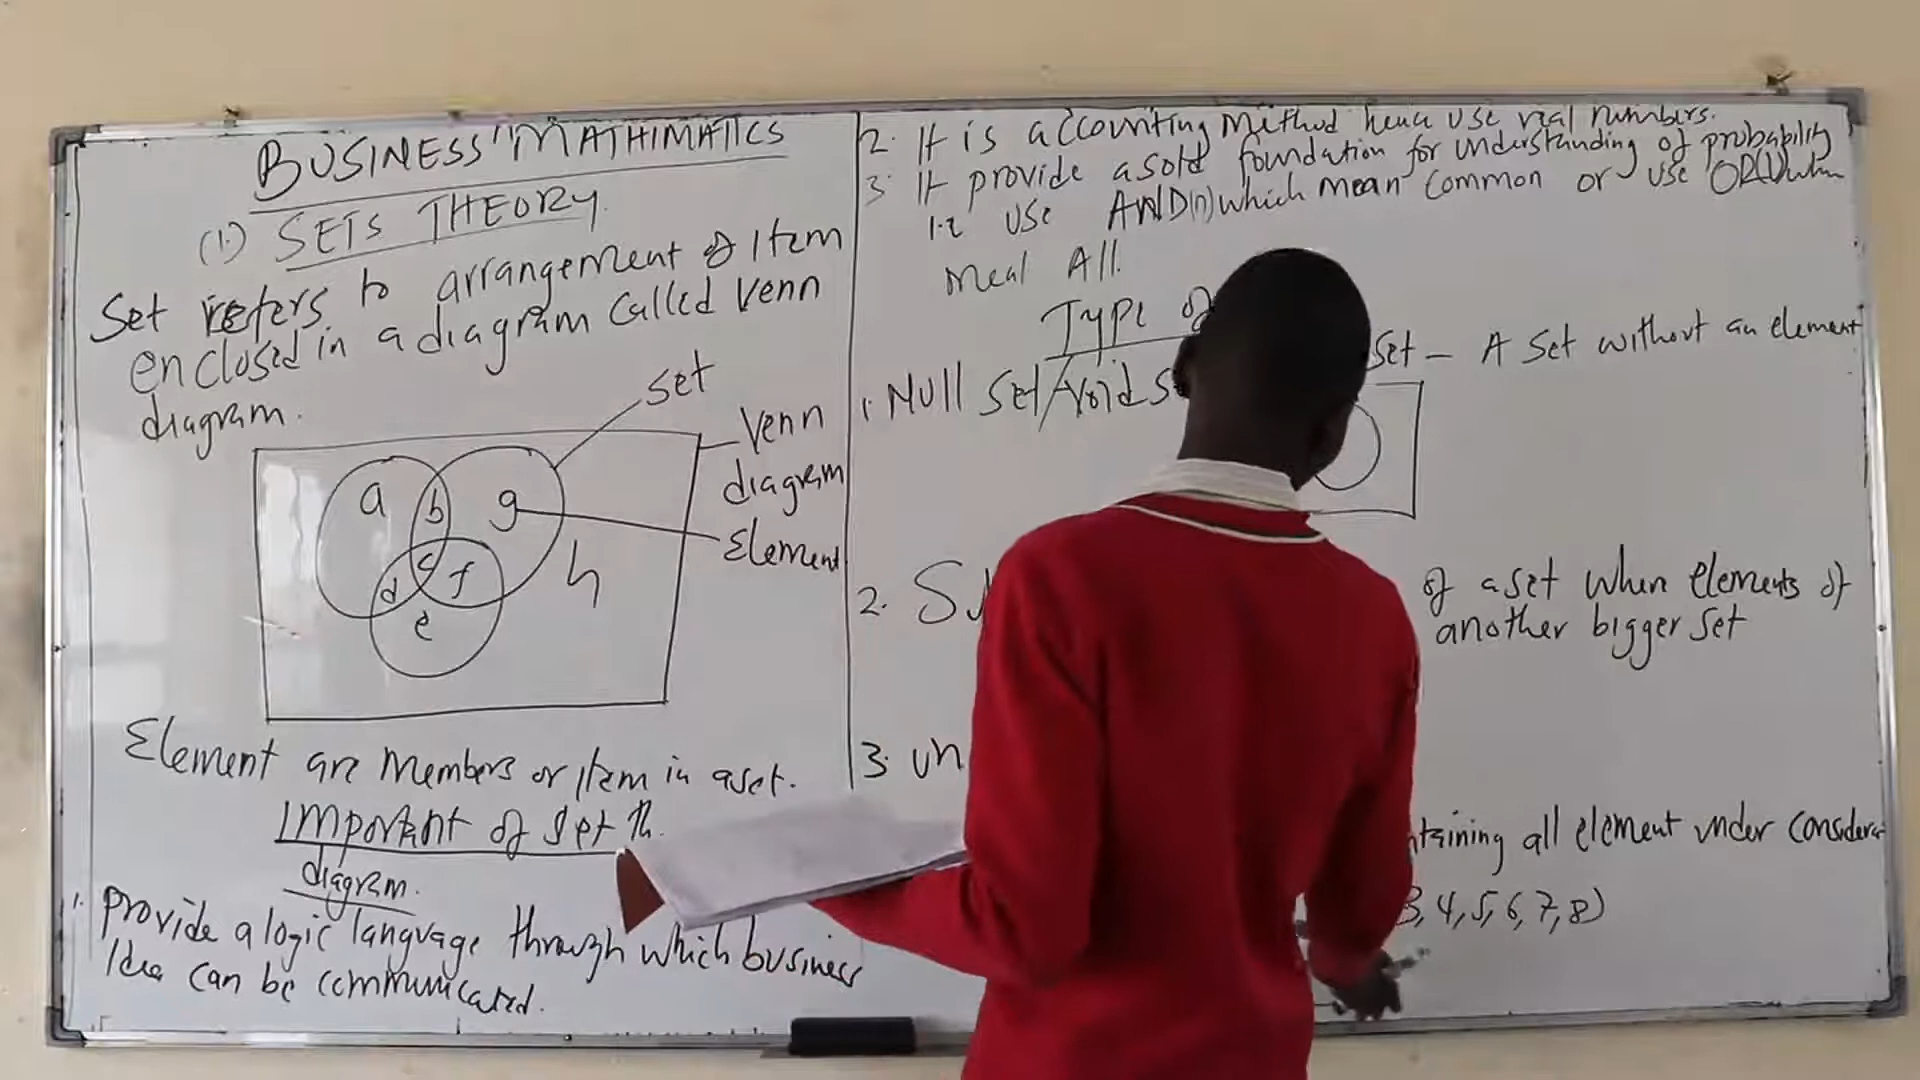 BUSINESS MATHIMATICS
(1.) SETS THEORY.
Set refers to arrangement of Item
enclosed in a diagram called Venn
diagram.
set
Venn
diagram
Element
a b g
c
d f
e
h
Element are Members or Item in a set.
IMPORTANT of Set th
diagram.
1. Provide a logic language through which business
Idea can be communicated.
2. It is accounting Method hence use real numbers.
3. It provide a sold foundation for understanding of probability
1.2 Use AND(n) which mean Common or use OR(U) when
Meal All.
Type of
1. Null Set/Void S
Set - A Set without an element
2. S
of a set when elements of
another bigger set
3. un
ntaining all element under Considera
3, 4, 5, 6, 7, 8)